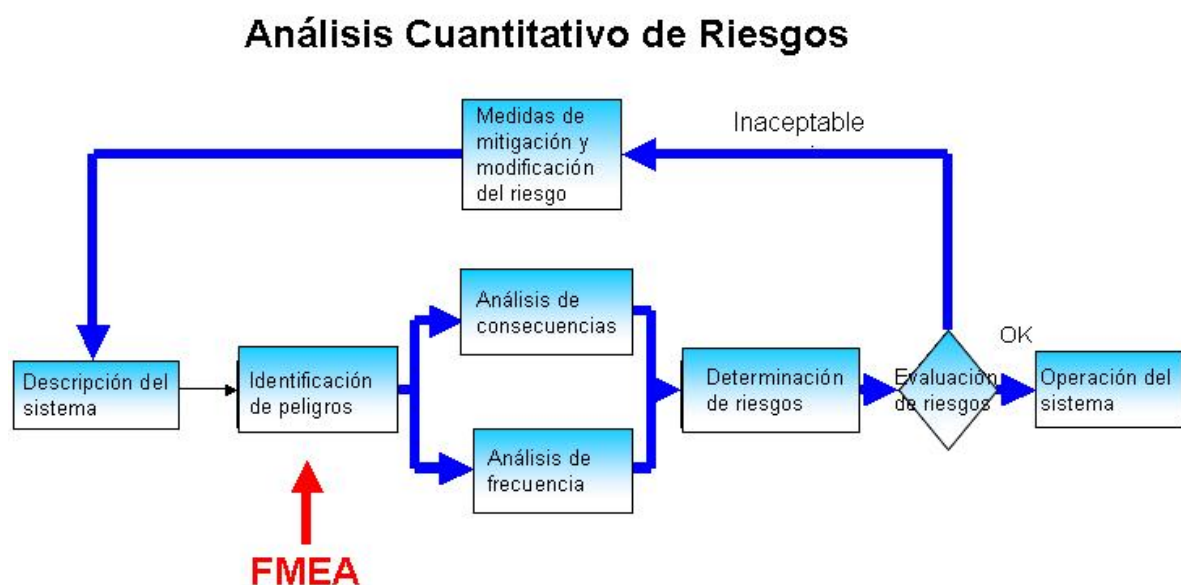 Análisis Cuantitativo de Riesgos
Medidas de
mitigación y
modificación
del riesgo
Inaceptable
Análisis de
consecuencias
OK
Descripción del
sistema
Identificación
de peligros
Determinación
de riesgos
Evaluación
de riesgos
Operación del
sistema
Análisis de
frecuencia
FMEA